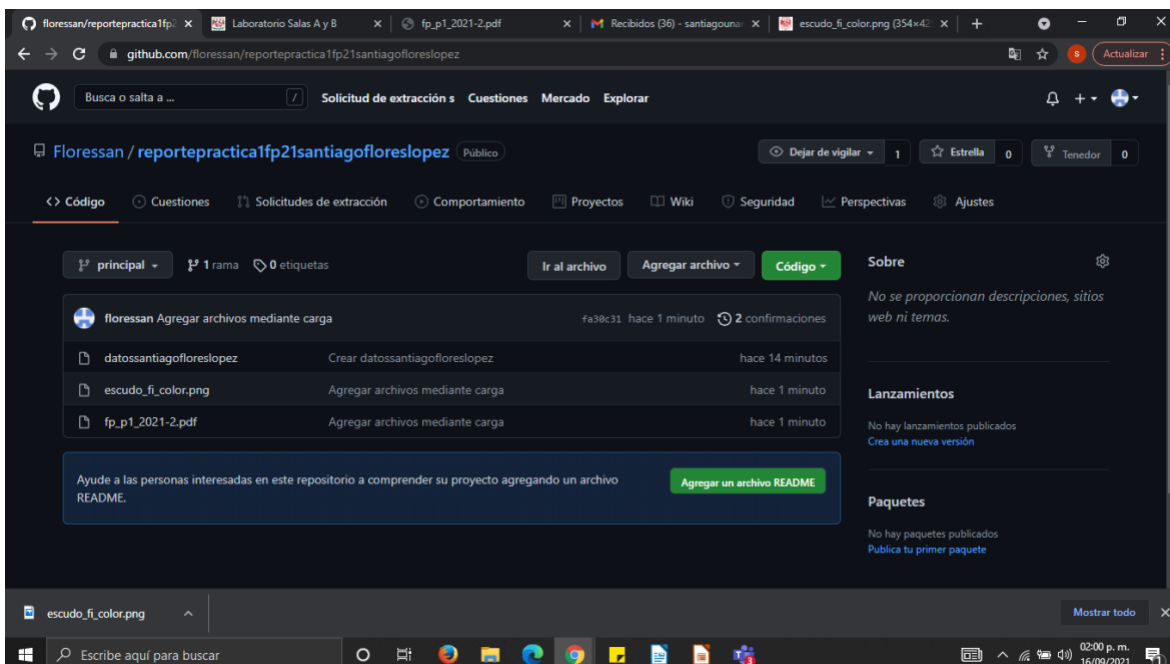 floressan/reportepractica1fp2 Laboratorio Salas A y B fp_p1_2021-2.pdf Recibidos (36) - santiagouna escudo_fi_color.png (354×42
github.com/floressan/reportepractica1fp21santiagofloreslopez s Actualizar
Busca o salta a ... / Solicitud de extracción s Cuestiones Mercado Explorar
Floressan / reportepractica1fp21santiagofloreslopez Público Dejar de vigilar 1 Estrella 0 Tenedor 0
Código Cuestiones Solicitudes de extracción Comportamiento Proyectos Wiki Seguridad Perspectivas Ajustes
principal 1 rama 0 etiquetas Ir al archivo Agregar archivo Código
floressan Agregar archivos mediante carga fa38c31 hace 1 minuto 2 confirmaciones
datossantiagofloreslopez Crear datossantiagofloreslopez hace 14 minutos
escudo_fi_color.png Agregar archivos mediante carga hace 1 minuto
fp_p1_2021-2.pdf Agregar archivos mediante carga hace 1 minuto
Ayude a las personas interesadas en este repositorio a comprender su proyecto agregando un archivo
README.
Agregar un archivo README
Sobre
No se proporcionan descripciones, sitios
web ni temas.
Lanzamientos
No hay lanzamientos publicados
Crea una nueva versión
Paquetes
No hay paquetes publicados
Publica tu primer paquete
escudo_fi_color.png Mostrar todo
Escribe aquí para buscar 02:00 p. m.
16/09/2021